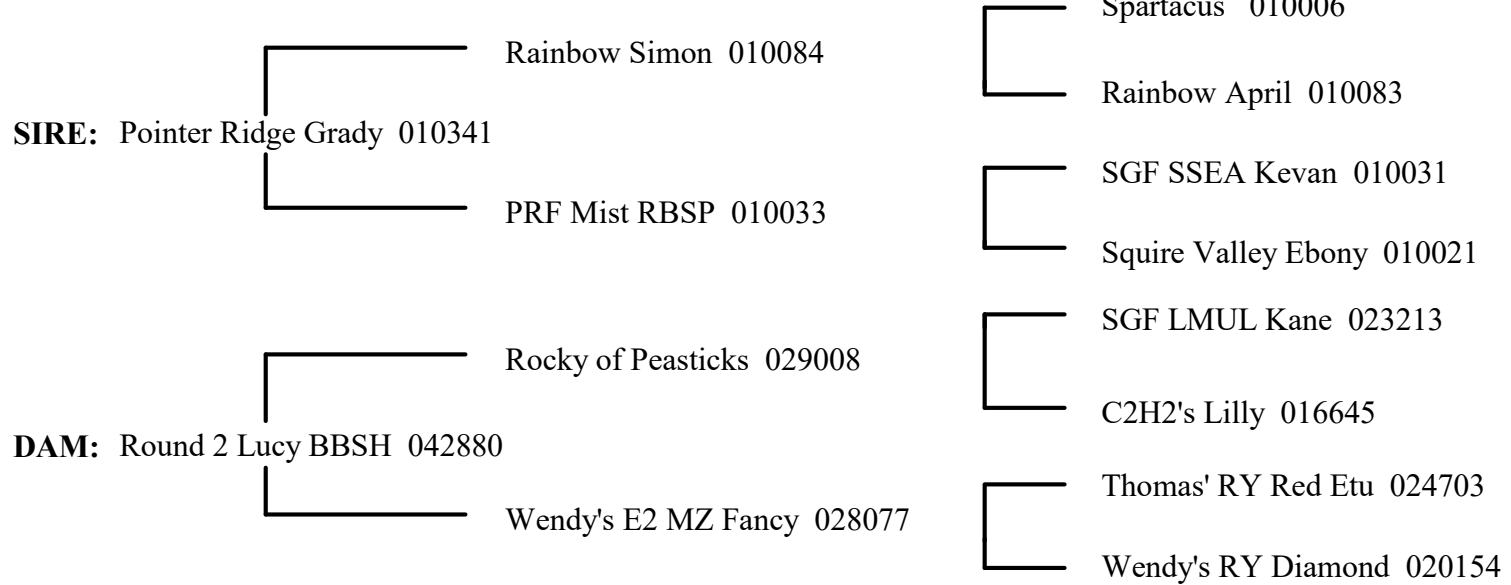 Spartacus 010006
Rainbow Simon 010084
Rainbow April 010083
SIRE: Pointer Ridge Grady 010341
SGF SSEA Kevan 010031
PRF Mist RBSP 010033
Squire Valley Ebony 010021
SGF LMUL Kane 023213
Rocky of Peasticks 029008
C2H2's Lilly 016645
DAM: Round 2 Lucy BBSH 042880
Thomas' RY Red Etu 024703
Wendy's E2 MZ Fancy 028077
Wendy's RY Diamond 020154